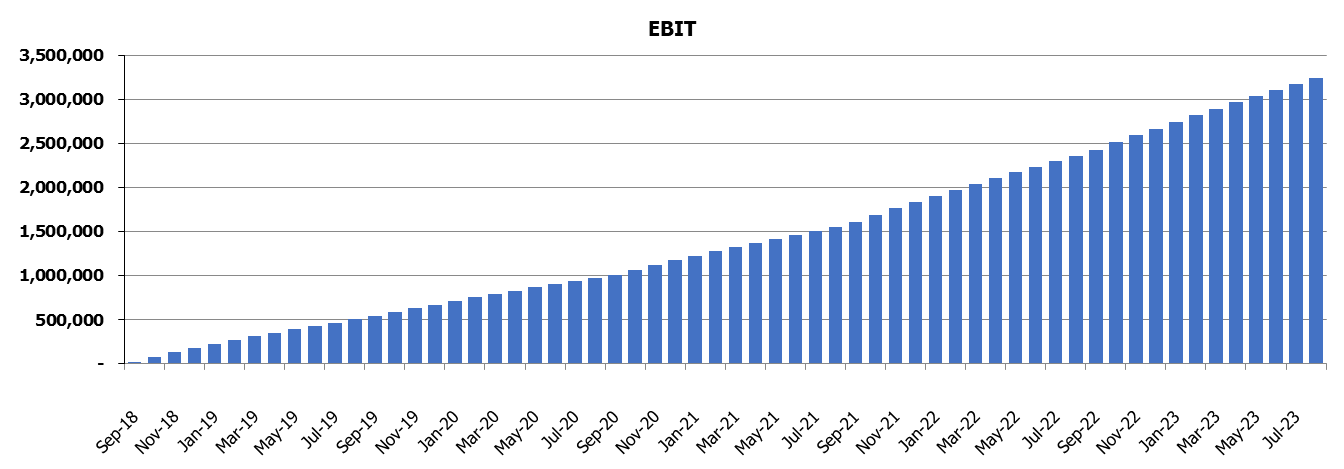 EBIT
3,500,000
3,000,000
2,500,000
2,000,000
1,500,000
1,000,000
500,000
-
Sep-18
Nov-18
Jan-19
Mar-19
May-19
Jul-19
Sep-19
Nov-19
Jan-20
Mar-20
May-20
Jul-20
Sep-20
Nov-20
Jan-21
Mar-21
May-21
Jul-21
Sep-21
Nov-21
Jan-22
Mar-22
May-22
Jul-22
Sep-22
Nov-22
Jan-23
Mar-23
May-23
Jul-23